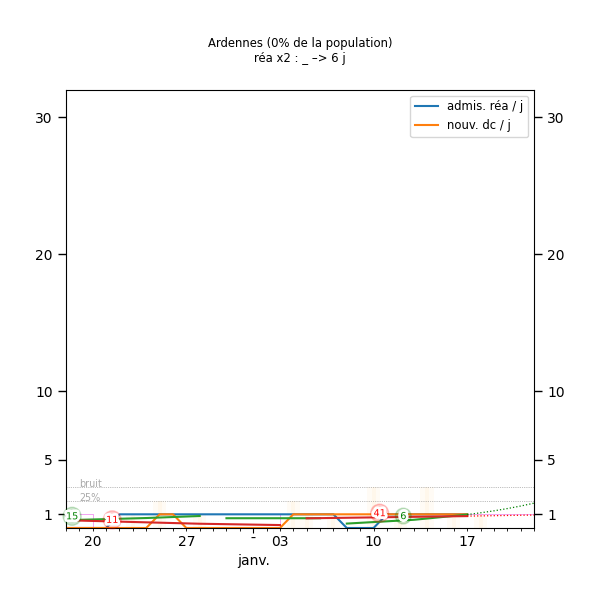 Ardennes (0% de la population)
réa x2 : _ –> 6 j
admis. réa / j
nouv. dc / j
30 30
20 20
10 10
5 5
bruit
25%
1 1
15 11 41 6
20 27 - 03 10 17
janv.